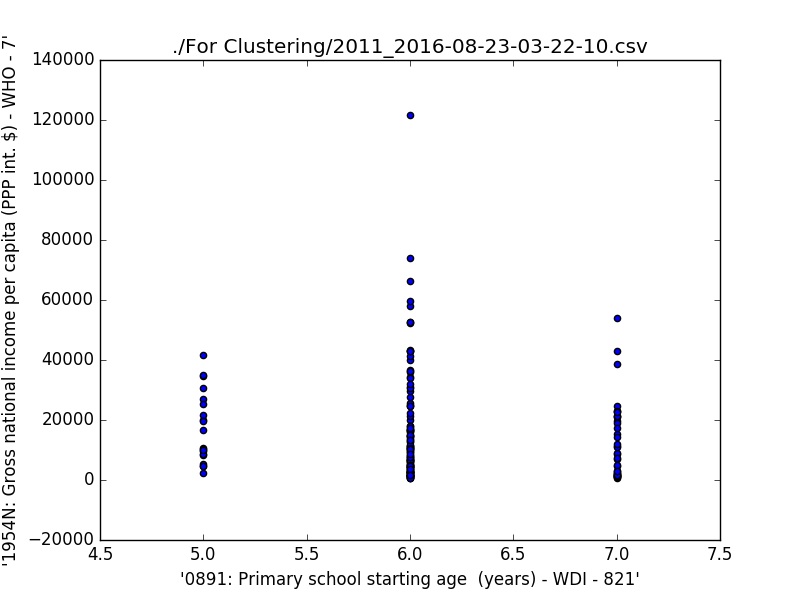 ./For Clustering/2011_2016-08-23-03-22-10.csv
'1954N: Gross national income per capita (PPP int. $) - WHO - 7'
140000
120000
100000
80000
60000
40000
20000
0
−20000
4.5 5.0 5.5 6.0 6.5 7.0 7.5
'0891: Primary school starting age  (years) - WDI - 821'